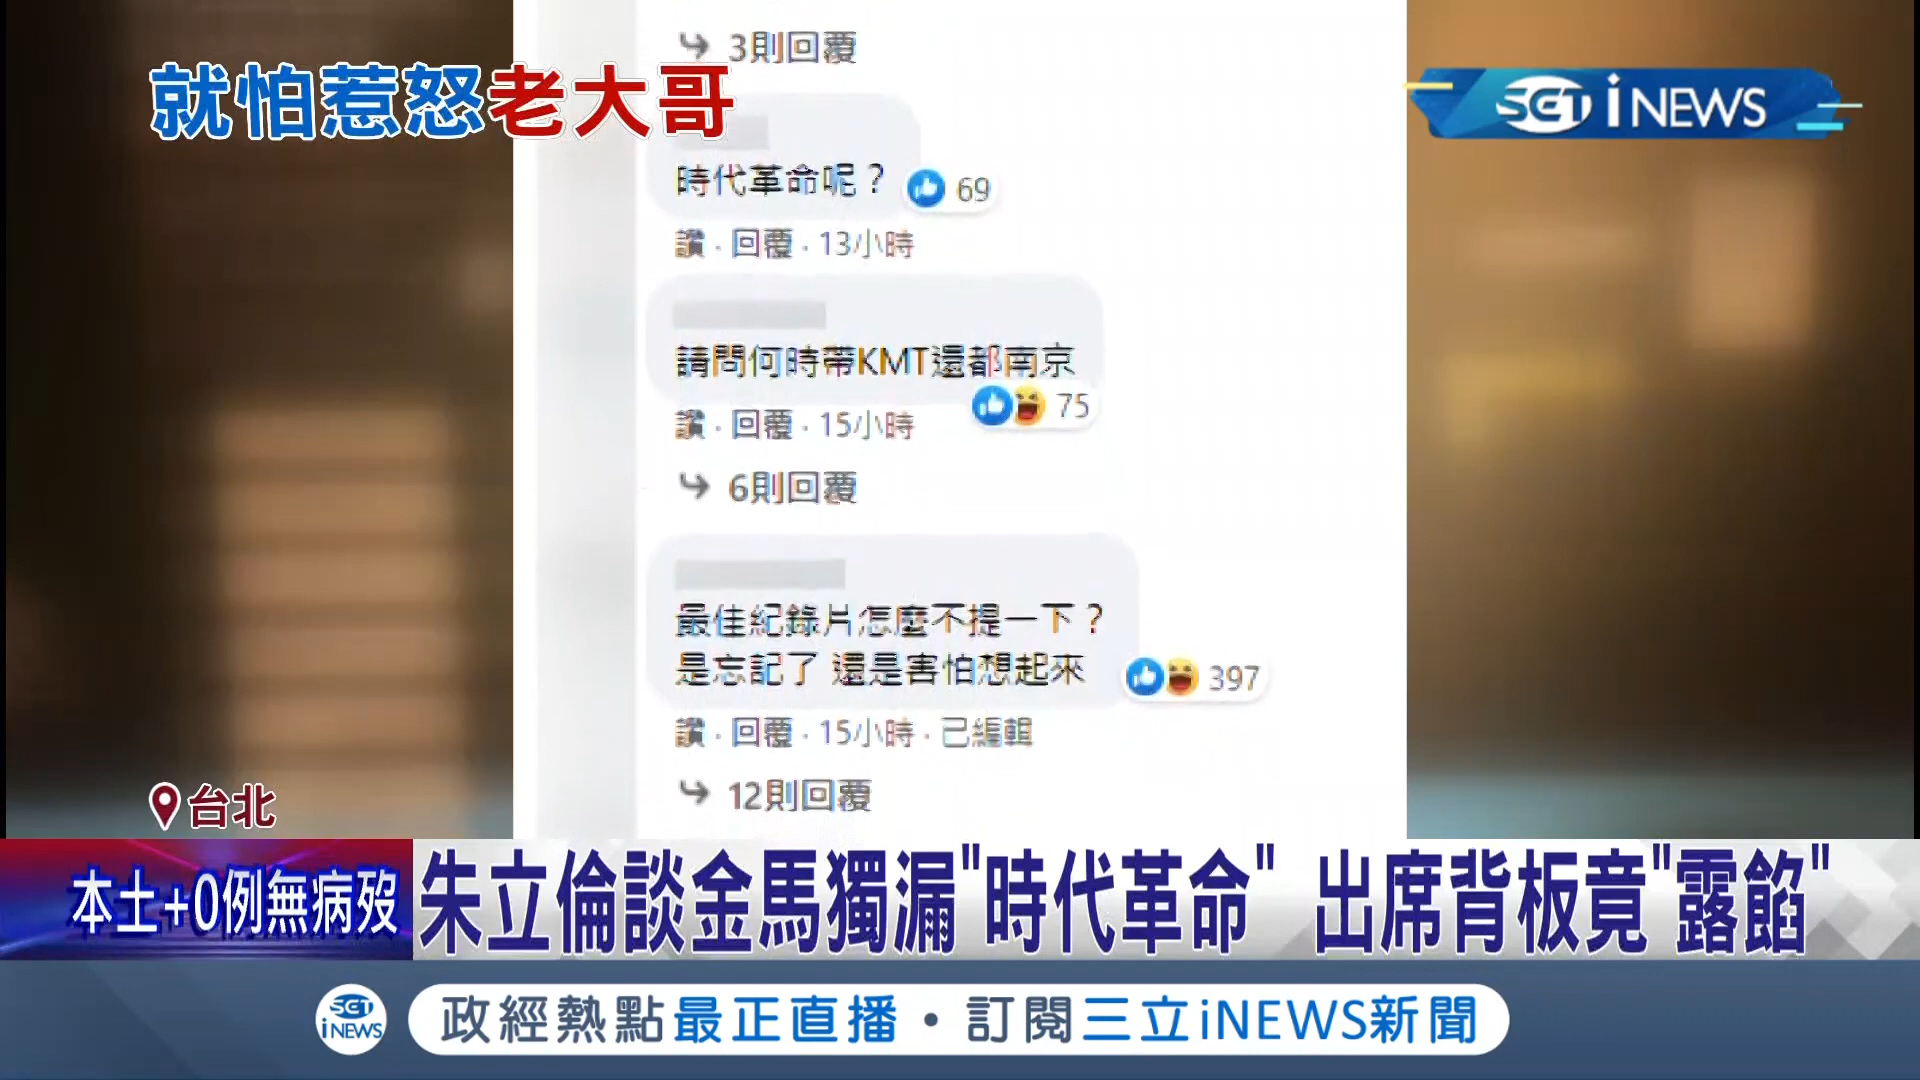 就怕惹怒老大哥
SET iNEWS
3則回覆
時代革命呢？
69
讚 · 回覆 · 13小時
請問何時帶KMT還都南京
75
讚 · 回覆 · 15小時
6則回覆
最佳紀錄片怎麼不提一下？
是忘記了 還是害怕想起來
397
讚 · 回覆 · 15小時 · 已編輯
12則回覆
台北
本土+0例無病歿
朱立倫談金馬獨漏"時代革命" 出席背板竟"露餡"
SET iNEWS
政經熱點最正直播・訂閱三立iNEWS新聞